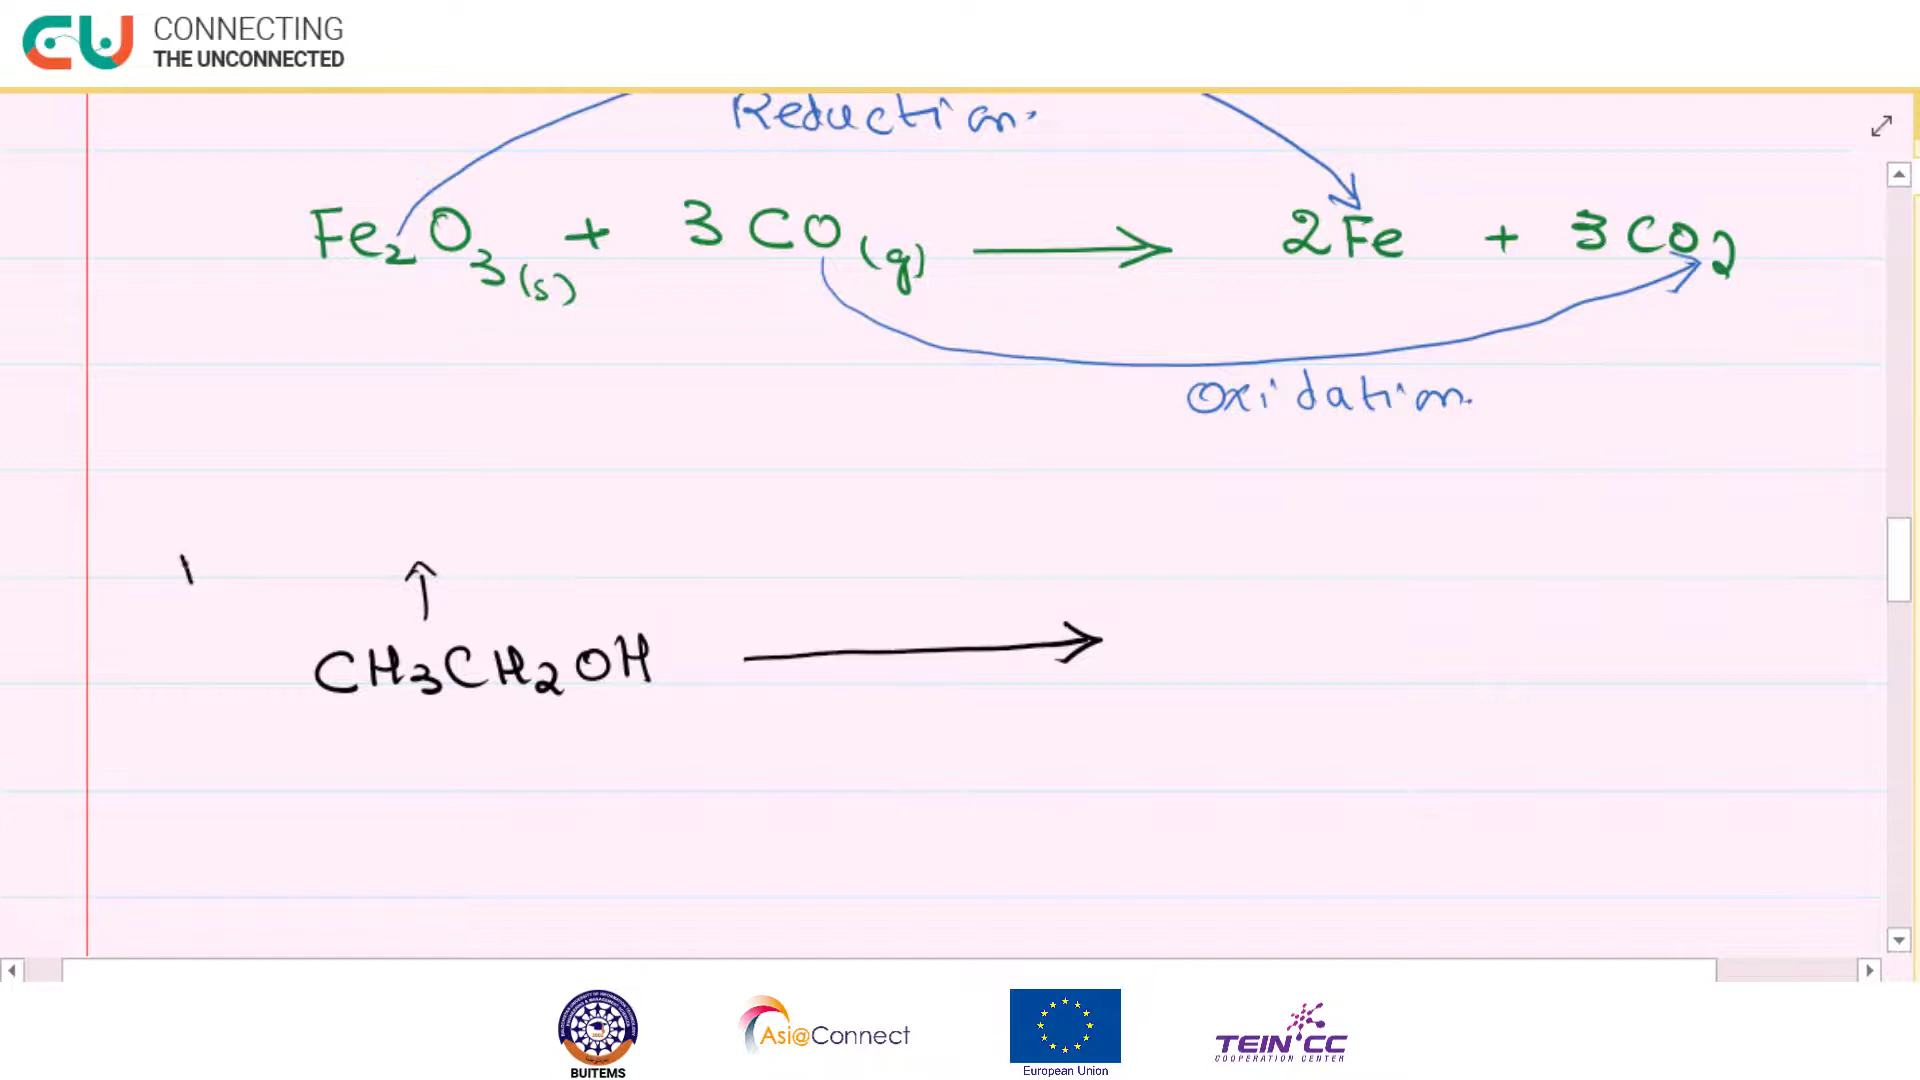 CONNECTING
THE UNCONNECTED
Reduction.
Fe₂O₃(s) + 3CO(g) ⟶ 2Fe + 3CO₂
Oxidation.
↑
CH₃CH₂OH ⟶
BUITEMS
Asi@Connect
European Union
TEIN*CC
COOPERATION CENTER